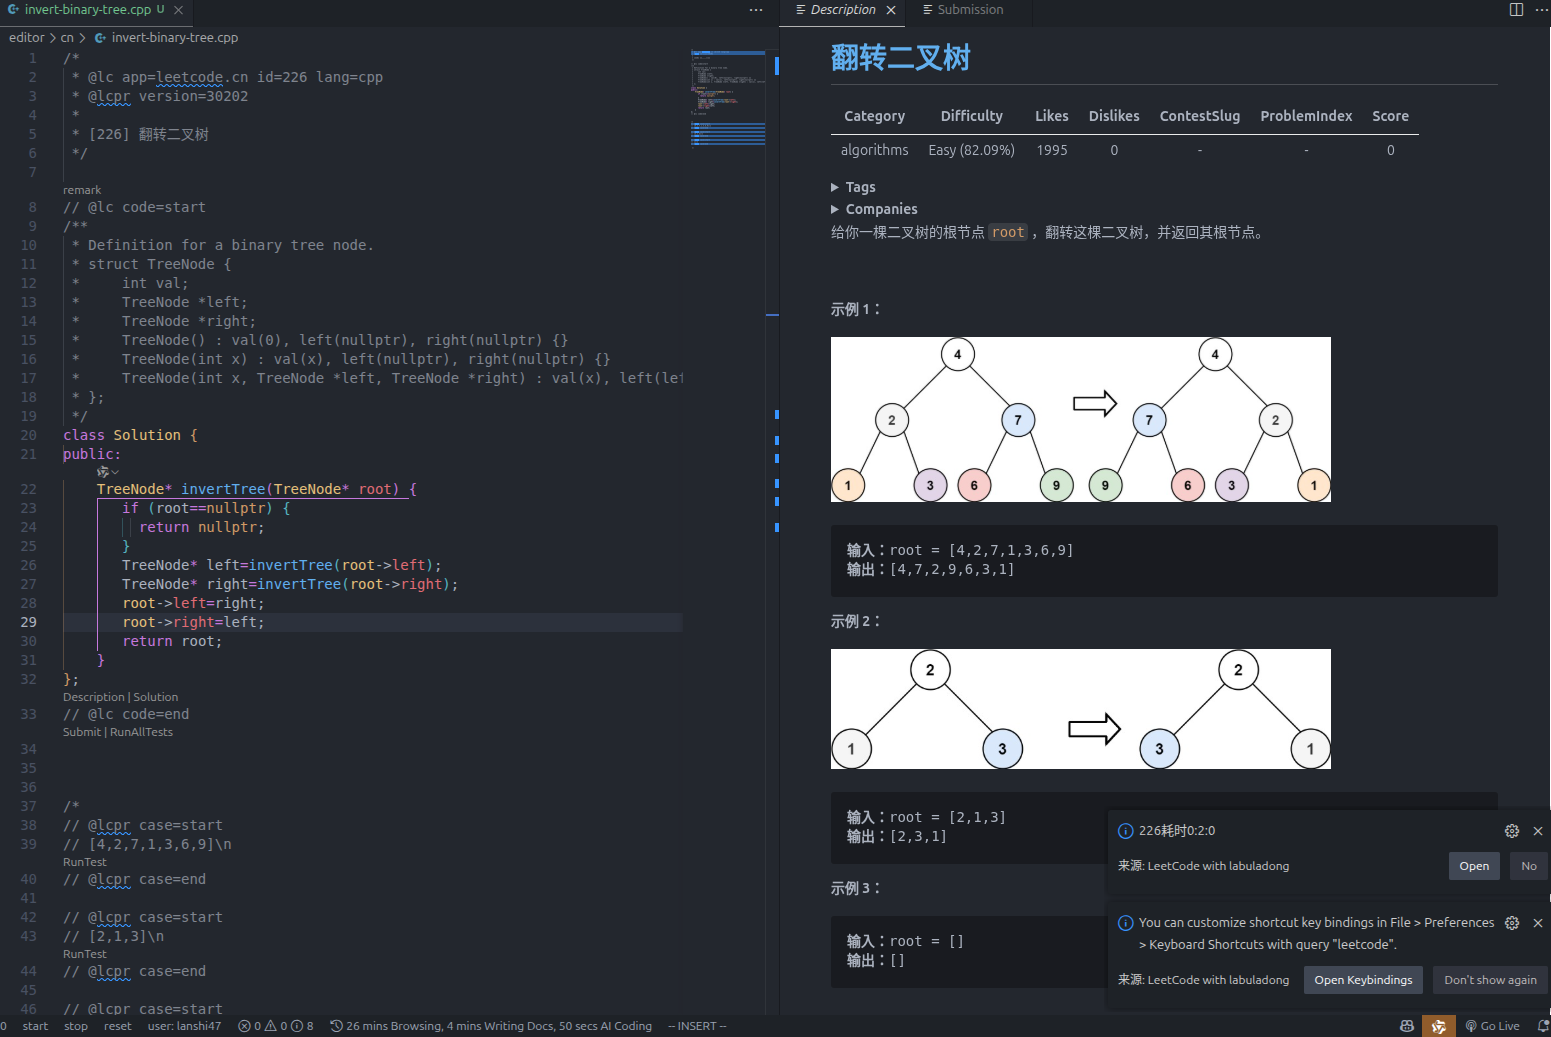 invert-binary-tree.cpp U
editor > cn > invert-binary-tree.cpp
1 /*
2 * @lc app=leetcode.cn id=226 lang=cpp
3 * @lcpr version=30202
4 *
5 * [226] 翻转二叉树
6 */
7
remark
8 // @lc code=start
9 /**
10 * Definition for a binary tree node.
11 * struct TreeNode {
12 *     int val;
13 *     TreeNode *left;
14 *     TreeNode *right;
15 *     TreeNode() : val(0), left(nullptr), right(nullptr) {}
16 *     TreeNode(int x) : val(x), left(nullptr), right(nullptr) {}
17 *     TreeNode(int x, TreeNode *left, TreeNode *right) : val(x), left(lef
18 * };
19 */
20 class Solution {
21 public:
22 TreeNode* invertTree(TreeNode* root) {
23 if (root==nullptr) {
24 return nullptr;
25 }
26 TreeNode* left=invertTree(root->left);
27 TreeNode* right=invertTree(root->right);
28 root->left=right;
29 root->right=left;
30 return root;
31 }
32 };
Description | Solution
33 // @lc code=end
Submit | RunAllTests
34
35
36
37 /*
38 // @lcpr case=start
39 // [4,2,7,1,3,6,9]\n
RunTest
40 // @lcpr case=end
41
42 // @lcpr case=start
43 // [2,1,3]\n
RunTest
44 // @lcpr case=end
45
46 // @lcpr case=start
Description Submission
翻转二叉树
Category Difficulty Likes Dislikes ContestSlug ProblemIndex Score
algorithms Easy (82.09%) 1995 0 - - 0
Tags
Companies
给你一棵二叉树的根节点 root ，翻转这棵二叉树，并返回其根节点。
示例 1：
4 4
2 7 7 2
1 3 6 9 9 6 3 1
输入：root = [4,2,7,1,3,6,9]
输出：[4,7,2,9,6,3,1]
示例 2：
2 2
1 3 3 1
输入：root = [2,1,3]
输出：[2,3,1]
示例 3：
输入：root = []
输出：[]
226耗时0:2:0
来源: LeetCode with labuladong Open No
You can customize shortcut key bindings in File > Preferences
> Keyboard Shortcuts with query "leetcode".
来源: LeetCode with labuladong Open Keybindings Don't show again
0 start stop reset user: lanshi47 0 0 8 26 mins Browsing, 4 mins Writing Docs, 50 secs AI Coding -- INSERT -- Go Live